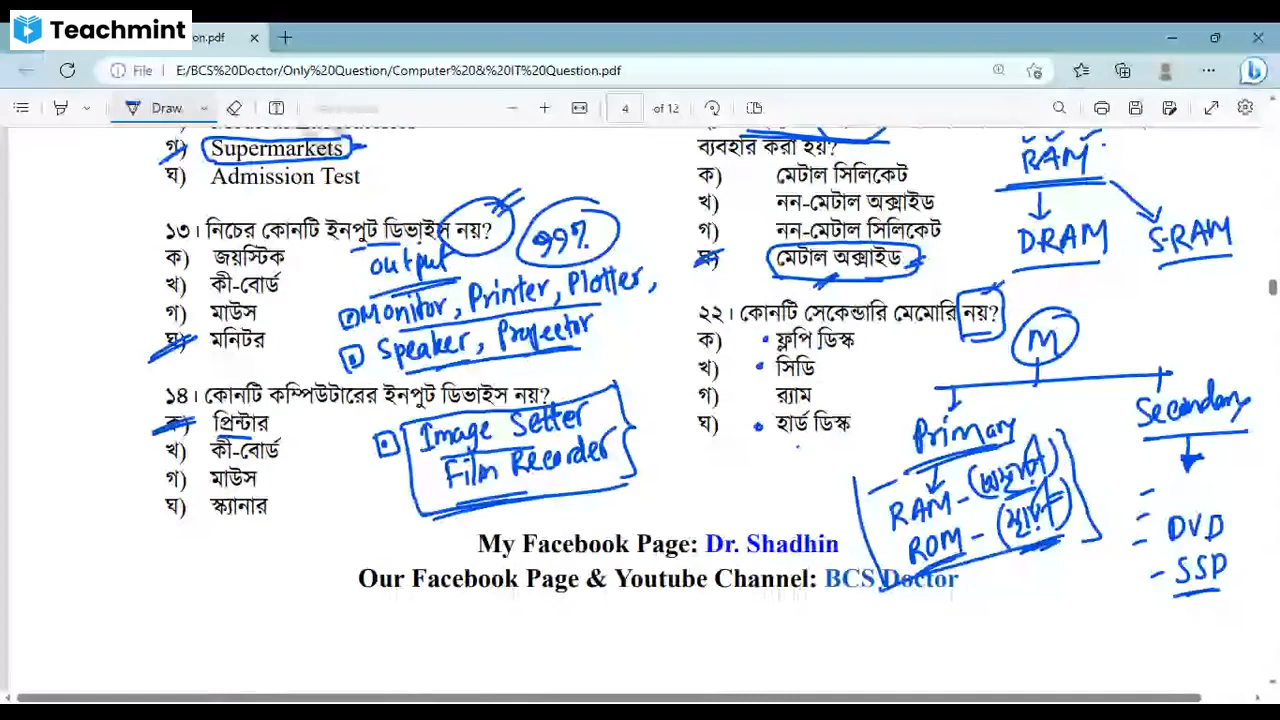 Teachmint
on.pdf
File E:/BCS%20Doctor/Only%20Question/Computer%20&%20IT%20Question.pdf
Draw 4 of 12
গ) Supermarkets
ঘ) Admission Test
১৩। নিচের কোনটি ইনপুট ডিভাইস নয়?
99%
ক) জয়স্টিক
output
খ) কী-বোর্ড
গ) মাউস
Monitor, Printer, Plotter,
ঘ) মনিটর
Speaker, Projector
১৪। কোনটি কম্পিউটারের ইনপুট ডিভাইস নয়?
ক) প্রিন্টার
Image Setter
খ) কী-বোর্ড
Film Recorder
গ) মাউস
ঘ) স্ক্যানার
ব্যবহার করা হয়?
ক) মেটাল সিলিকেট
খ) নন-মেটাল অক্সাইড
গ) নন-মেটাল সিলিকেট
ঘ) মেটাল অক্সাইড
RAM
D-RAM S-RAM
২২। কোনটি সেকেন্ডারি মেমোরি নয়?
ক) ফ্লপি ডিস্ক
খ) সিডি
গ) র‍্যাম
ঘ) হার্ড ডিস্ক
M
Primary Secondary
RAM - (অস্থায়ী)
ROM - (স্থায়ী)
DVD
SSD
My Facebook Page: Dr. Shadhin
Our Facebook Page & Youtube Channel: BCS Doctor